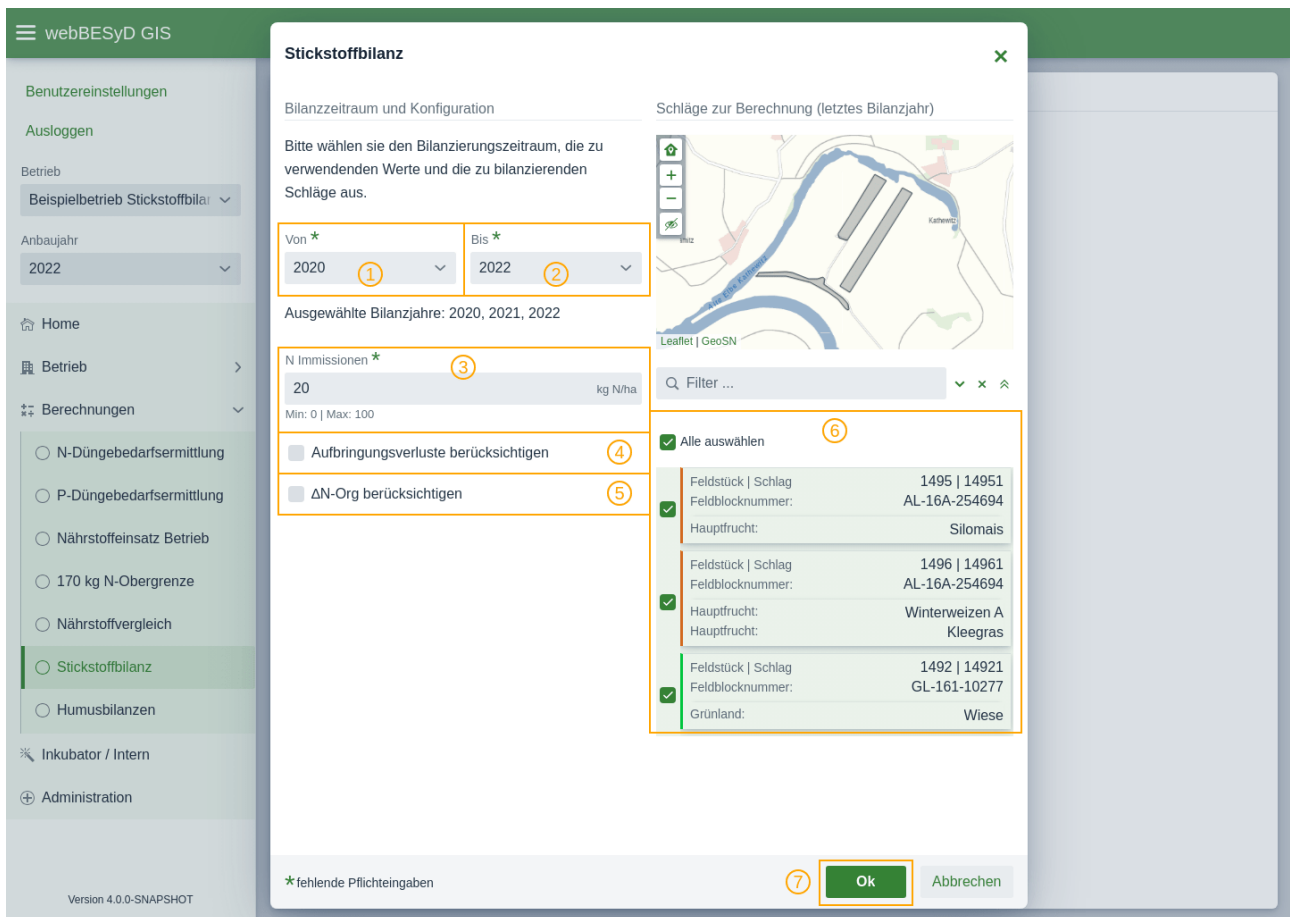 webBESyD GIS
Benutzereinstellungen
Ausloggen
Betrieb
Beispielbetrieb Stickstoffbilar
Anbaujahr
2022
Home
Betrieb
Berechnungen
N-Düngebedarfsermittlung
P-Düngebedarfsermittlung
Nährstoffeinsatz Betrieb
170 kg N-Obergrenze
Nährstoffvergleich
Stickstoffbilanz
Humusbilanzen
Inkubator / Intern
Administration
Version 4.0.0-SNAPSHOT
Stickstoffbilanz
Bilanzzeitraum und Konfiguration
Bitte wählen sie den Bilanzierungszeitraum, die zu
verwendenden Werte und die zu bilanzierenden
Schläge aus.
Von *
2020
1
Bis *
2022
2
Ausgewählte Bilanzjahre: 2020, 2021, 2022
N Immissionen *
3
20 kg N/ha
Min: 0 | Max: 100
Aufbringungsverluste berücksichtigen 4
ΔN-Org berücksichtigen 5
Schläge zur Berechnung (letztes Bilanzjahr)
+
−
Kathewitz
Alte Elbe Kathewitz
Leaflet | GeoSN
Filter ...
6
Alle auswählen
Feldstück | Schlag 1495 | 14951
Feldblocknummer: AL-16A-254694
Hauptfrucht: Silomais
Feldstück | Schlag 1496 | 14961
Feldblocknummer: AL-16A-254694
Hauptfrucht: Winterweizen A
Hauptfrucht: Kleegras
Feldstück | Schlag 1492 | 14921
Feldblocknummer: GL-161-10277
Grünland: Wiese
* fehlende Pflichteingaben
7
Ok
Abbrechen